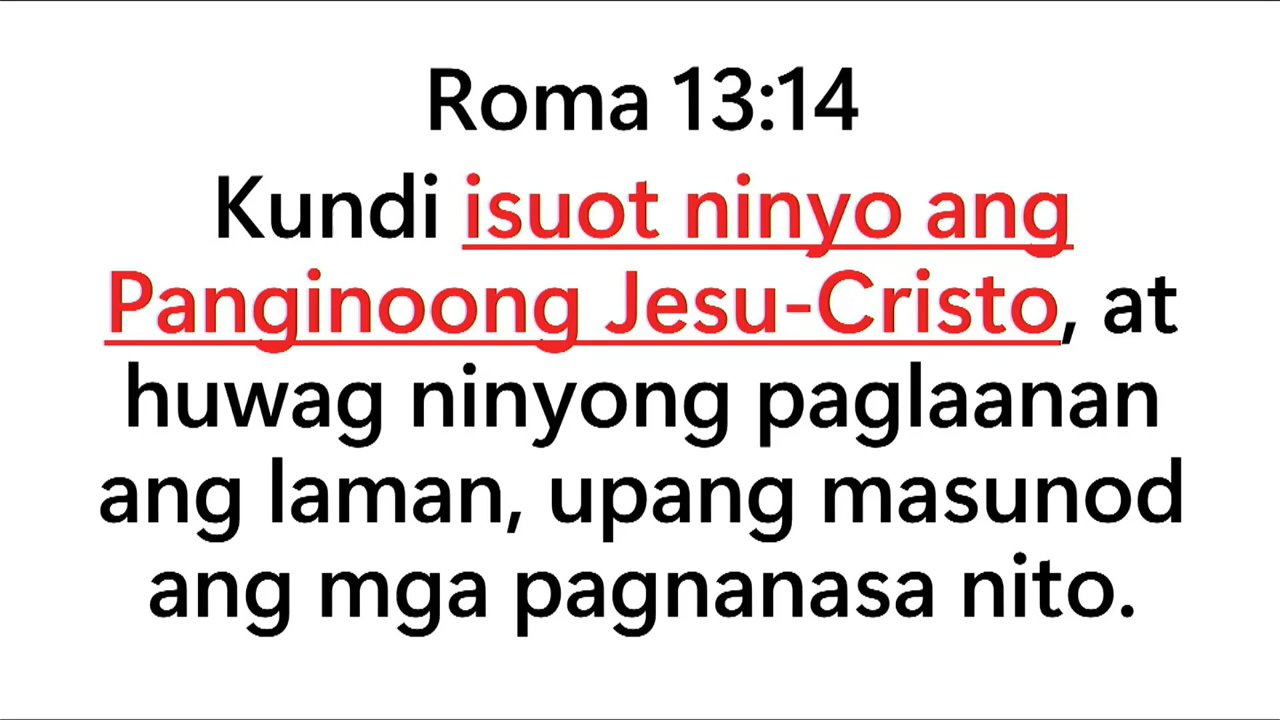 Roma 13:14
Kundi isuot ninyo ang
Panginoong Jesu-Cristo, at
huwag ninyong paglaanan
ang laman, upang masunod
ang mga pagnanasa nito.